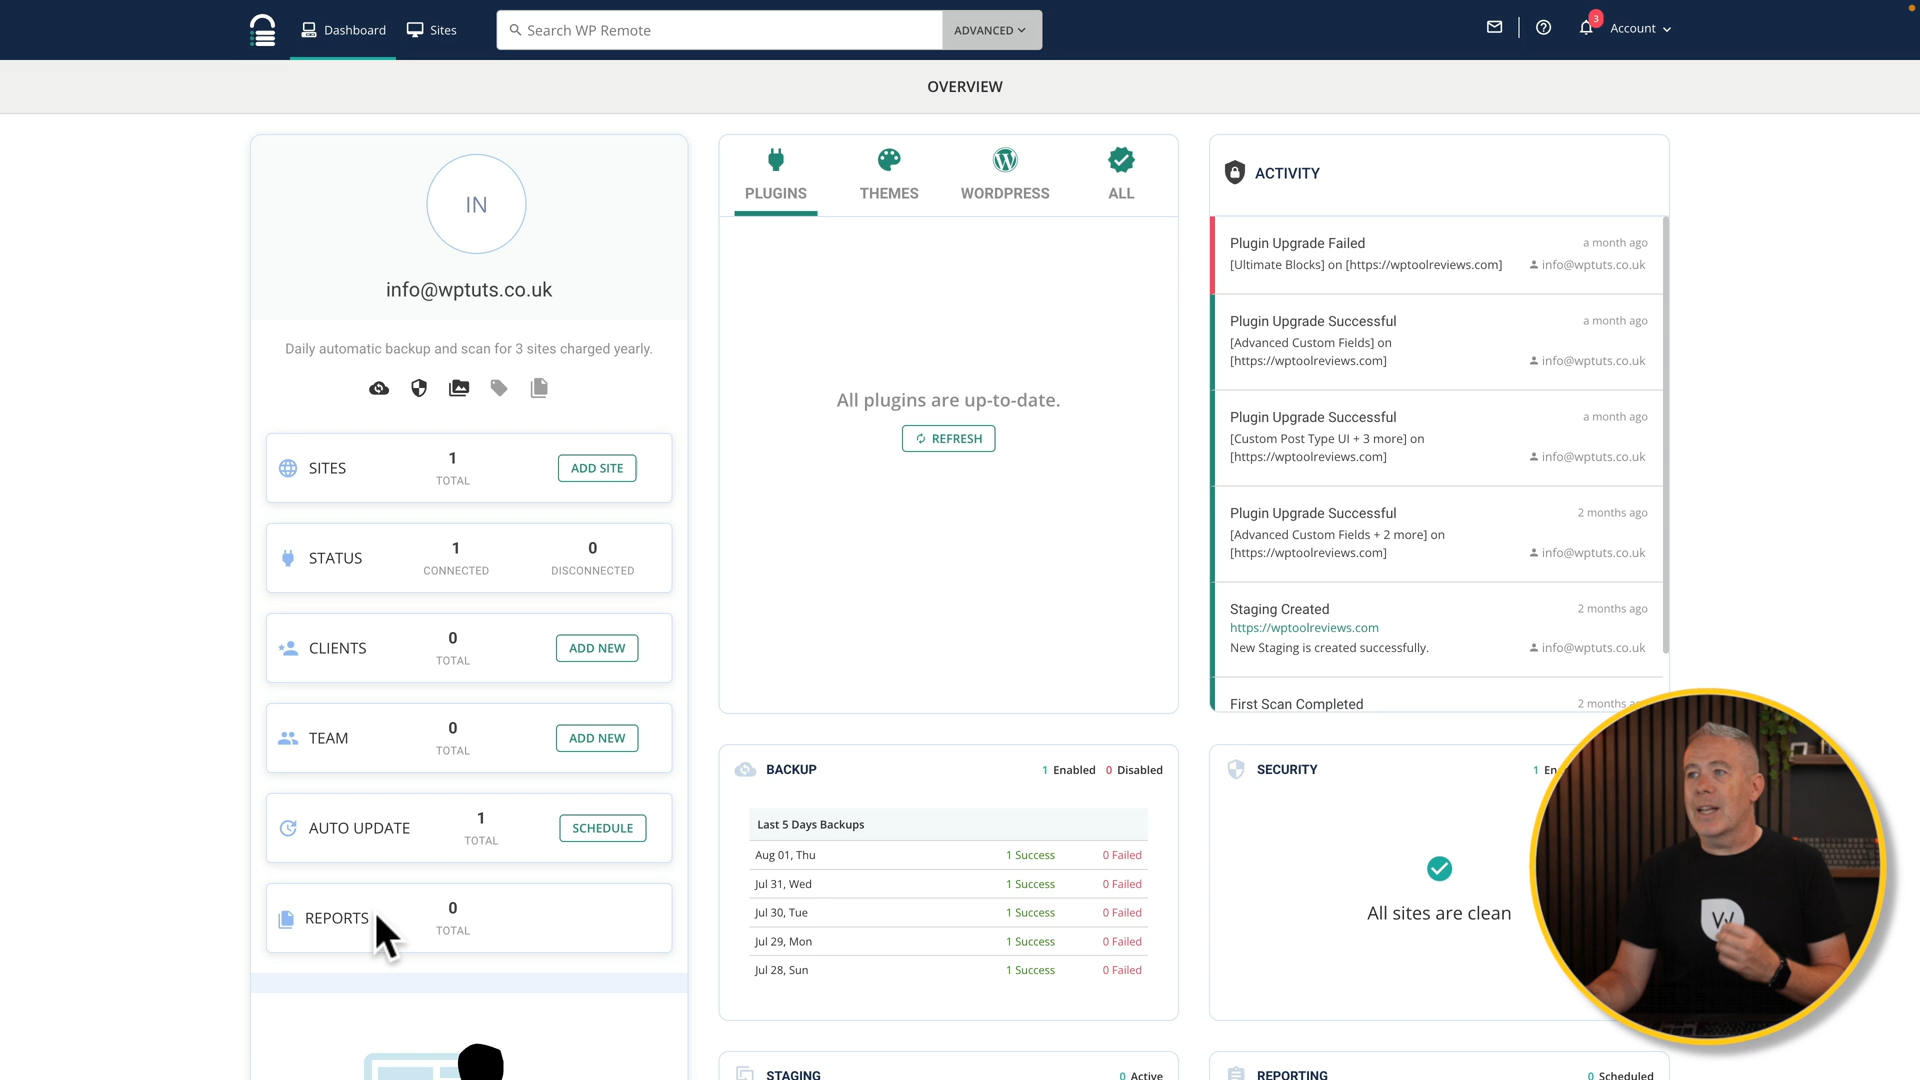 Dashboard
Sites
Search WP Remote
ADVANCED
3
Account
OVERVIEW
IN
info@wptuts.co.uk
Daily automatic backup and scan for 3 sites charged yearly.
SITES
1
TOTAL
ADD SITE
STATUS
1
CONNECTED
0
DISCONNECTED
CLIENTS
0
TOTAL
ADD NEW
TEAM
0
TOTAL
ADD NEW
AUTO UPDATE
1
TOTAL
SCHEDULE
REPORTS
0
TOTAL
PLUGINS
THEMES
WORDPRESS
ALL
All plugins are up-to-date.
REFRESH
ACTIVITY
Plugin Upgrade Failed
a month ago
[Ultimate Blocks] on [https://wptoolreviews.com]
info@wptuts.co.uk
Plugin Upgrade Successful
a month ago
[Advanced Custom Fields] on
[https://wptoolreviews.com]
info@wptuts.co.uk
Plugin Upgrade Successful
a month ago
[Custom Post Type UI + 3 more] on
[https://wptoolreviews.com]
info@wptuts.co.uk
Plugin Upgrade Successful
2 months ago
[Advanced Custom Fields + 2 more] on
[https://wptoolreviews.com]
info@wptuts.co.uk
Staging Created
2 months ago
https://wptoolreviews.com
New Staging is created successfully.
info@wptuts.co.uk
First Scan Completed
2 months
BACKUP
1 Enabled 0 Disabled
Last 5 Days Backups
Aug 01, Thu 1 Success 0 Failed
Jul 31, Wed 1 Success 0 Failed
Jul 30, Tue 1 Success 0 Failed
Jul 29, Mon 1 Success 0 Failed
Jul 28, Sun 1 Success 0 Failed
SECURITY
1 En
All sites are clean
W
STAGING
0 Active
REPORTING
0 Scheduled